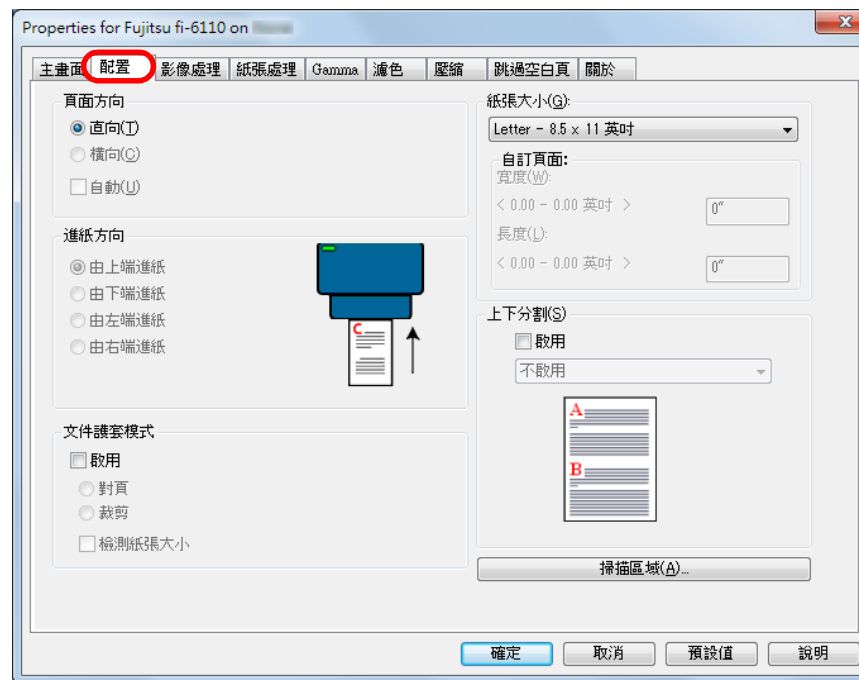 Properties for Fujitsu fi-6110 on
主畫面 配置 影像處理 紙張處理 Gamma 濾色 壓縮 跳過空白頁 關於
頁面方向
直向(T)
橫向(C)
自動(U)
進紙方向
由上端進紙
由下端進紙
由左端進紙
由右端進紙
C
文件護套模式
啟用
對頁
裁剪
檢測紙張大小
紙張大小(G):
Letter - 8.5 x 11 英吋
自訂頁面:
寬度(W):
< 0.00 - 0.00 英吋 > 0"
長度(L):
< 0.00 - 0.00 英吋 > 0"
上下分割(S)
啟用
不啟用
A
B
掃描區域(A)...
確定 取消 預設值 說明